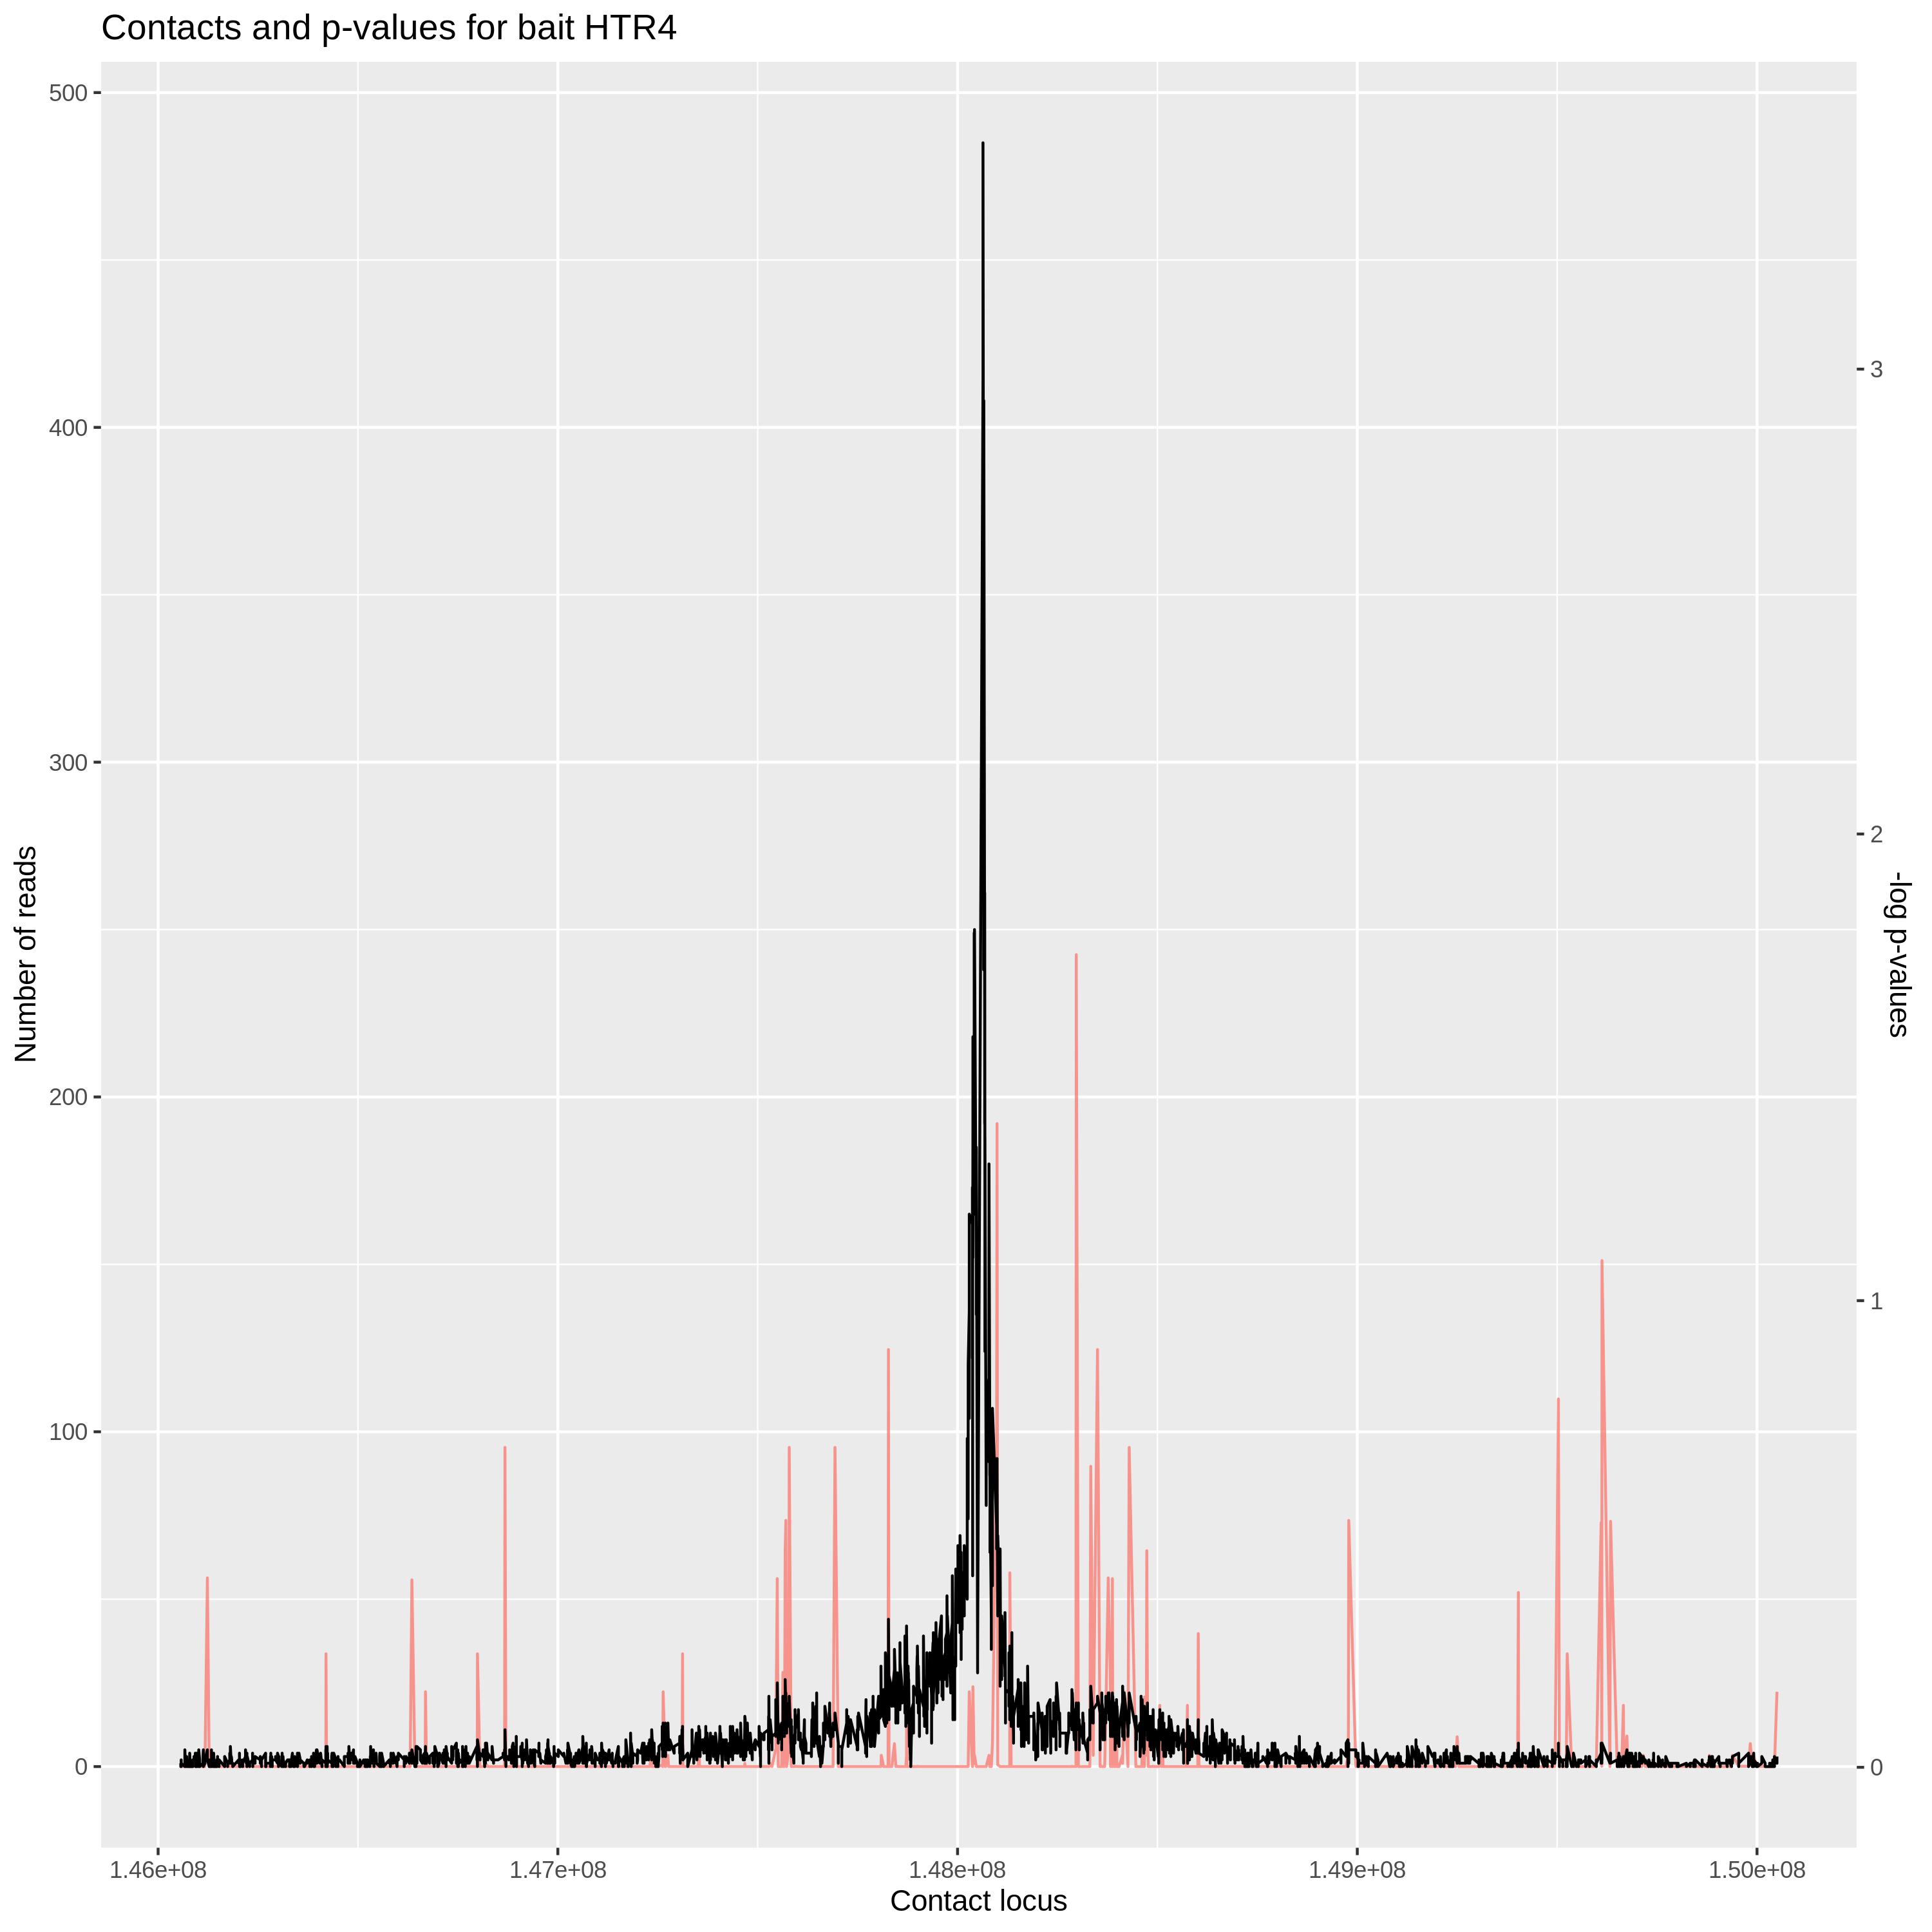 Contacts and p-values for bait HTR4
500
400
300
200
100
0
Number of reads
3
2
1
0
-log p-values
1.46e+08 1.47e+08 1.48e+08 1.49e+08 1.50e+08
Contact locus